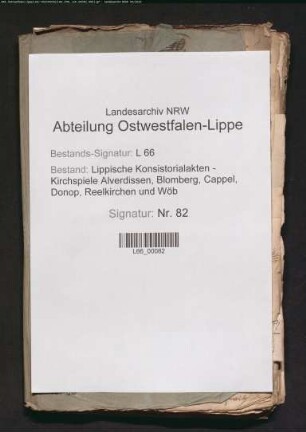 Landesarchiv NRW
Abteilung Ostwestfalen-Lippe
Bestands-Signatur: L 66
Bestand: Lippische Konsistorialakten -
Kirchspiele Alverdissen, Blomberg, Cappel,
Donop, Reelkirchen und Wöb
Signatur: Nr. 82
L66_00082